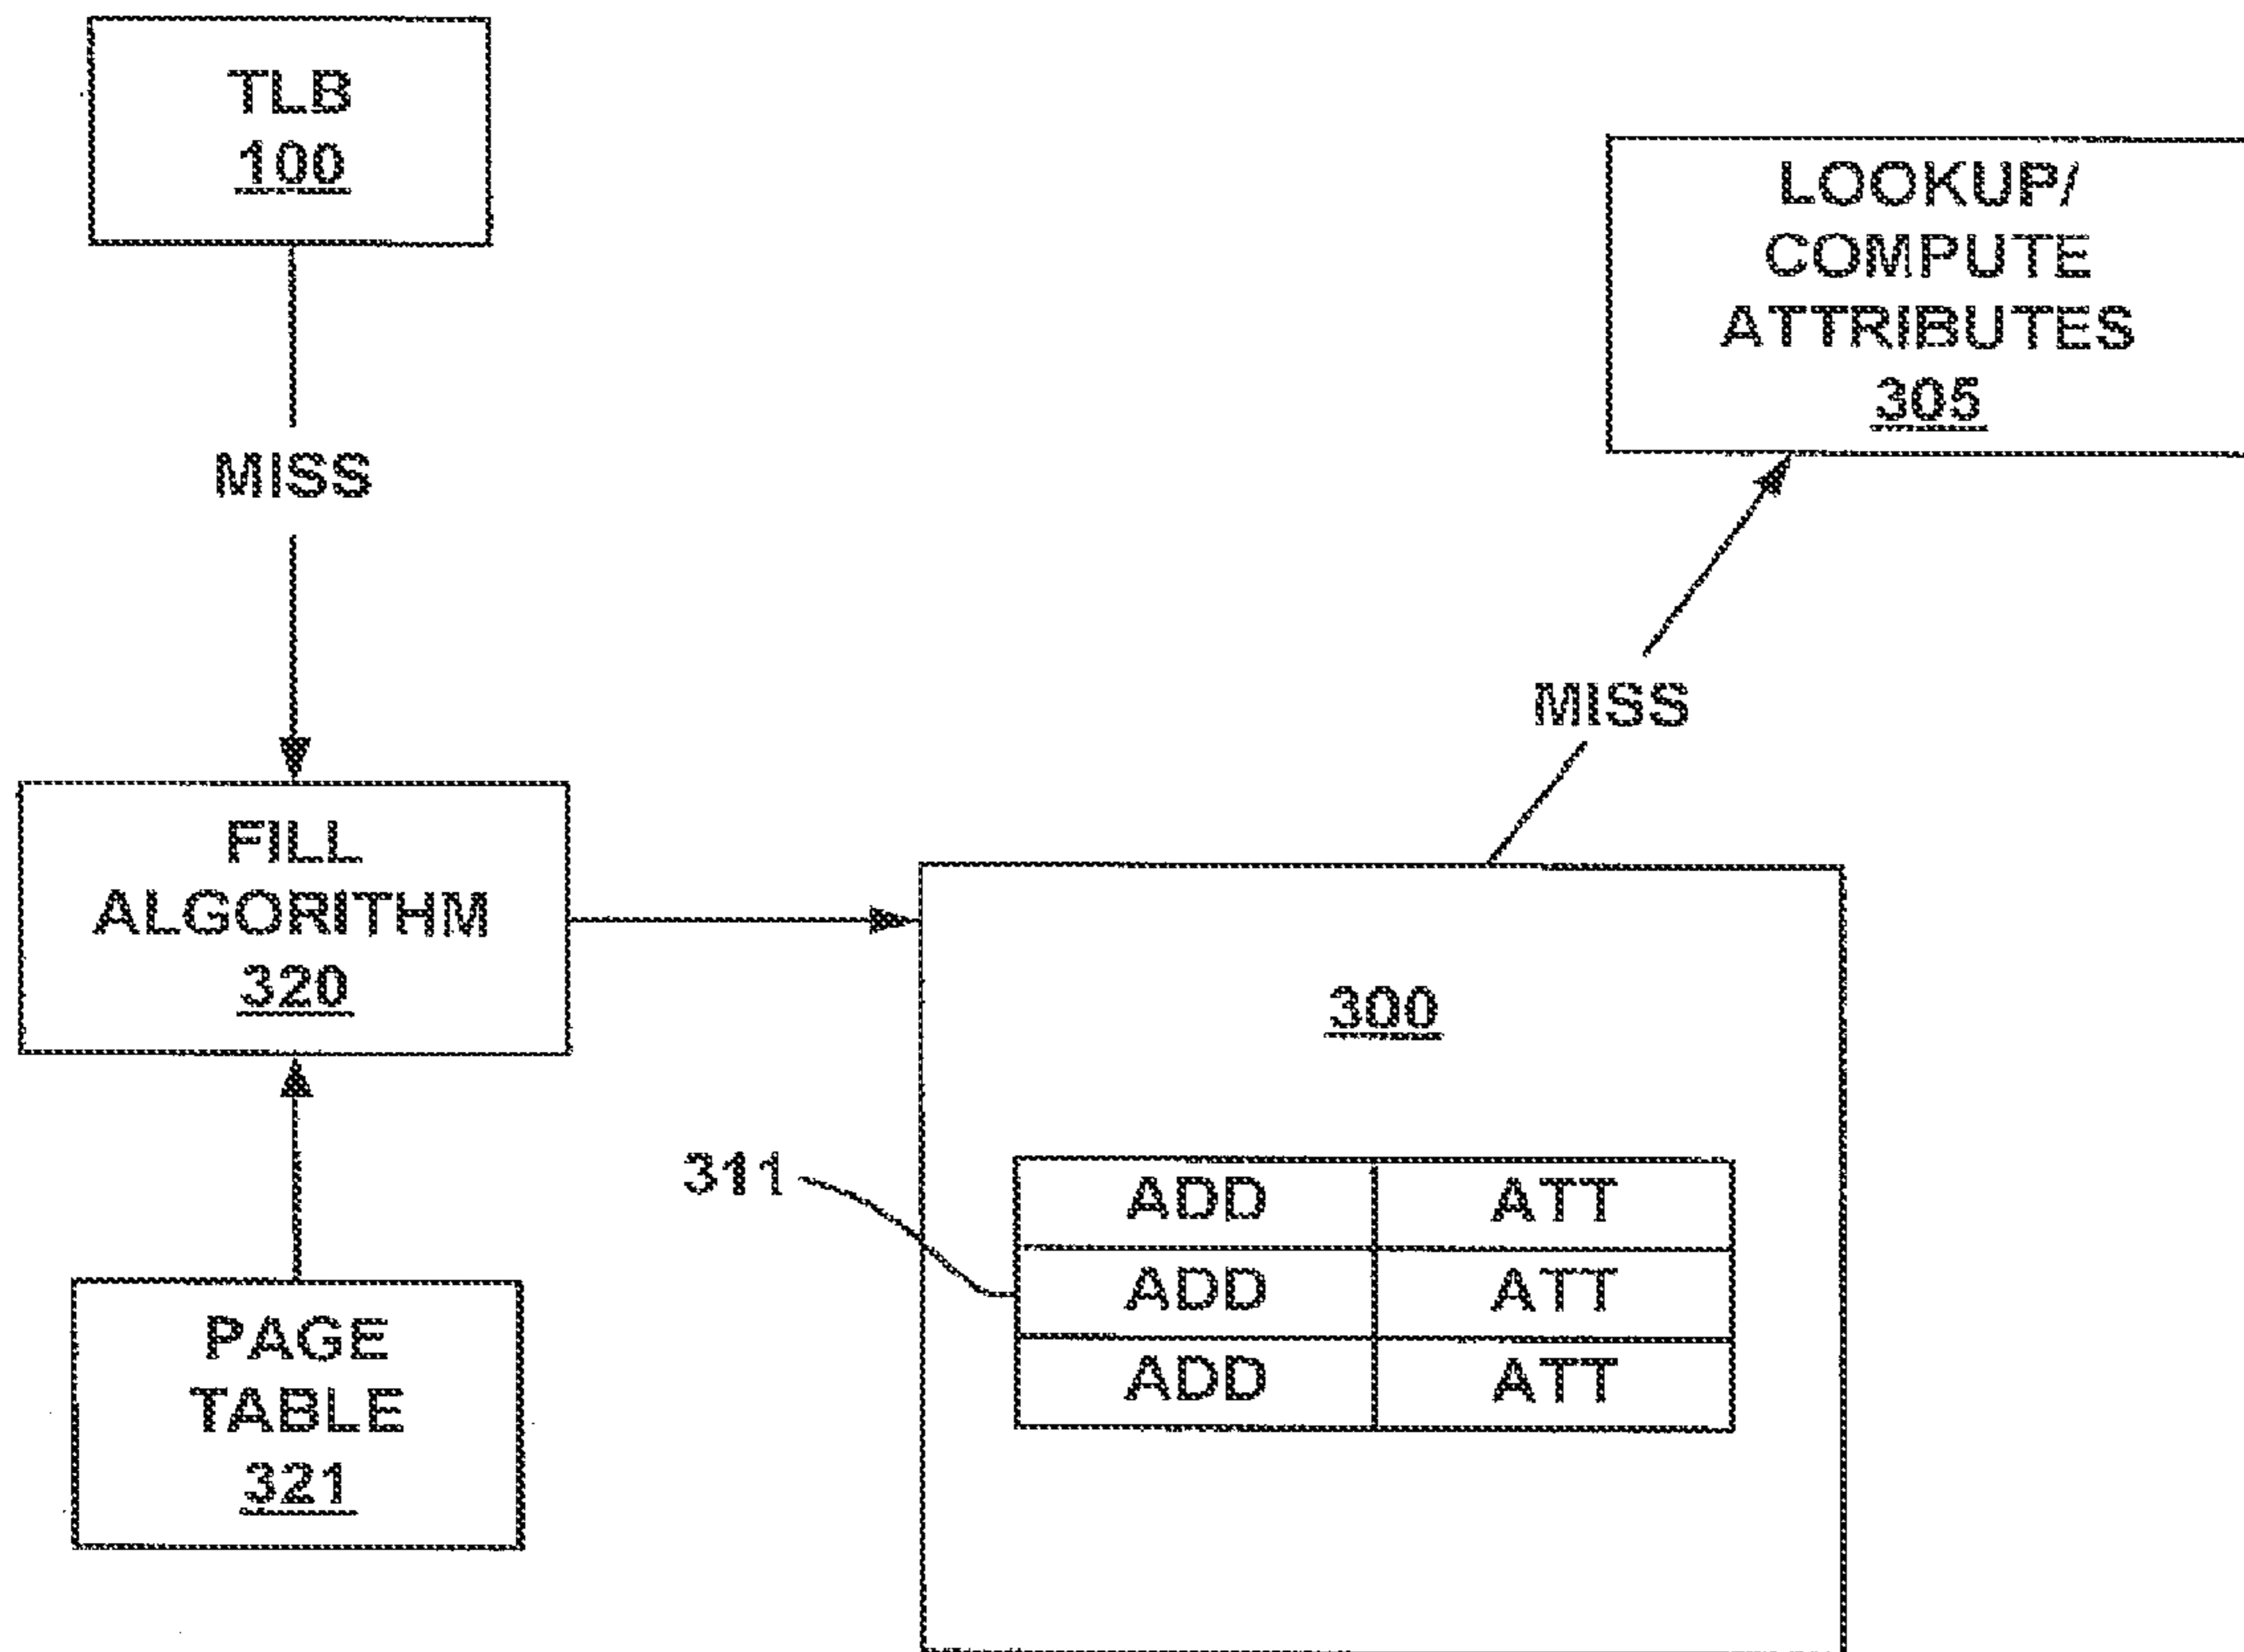 TLB
100
MISS
LOOKUP/
COMPUTE
ATTRIBUTES
305
MISS
FILL
ALGORITHM
320
300
311
ADD ATT
ADD ATT
ADD ATT
PAGE
TABLE
321